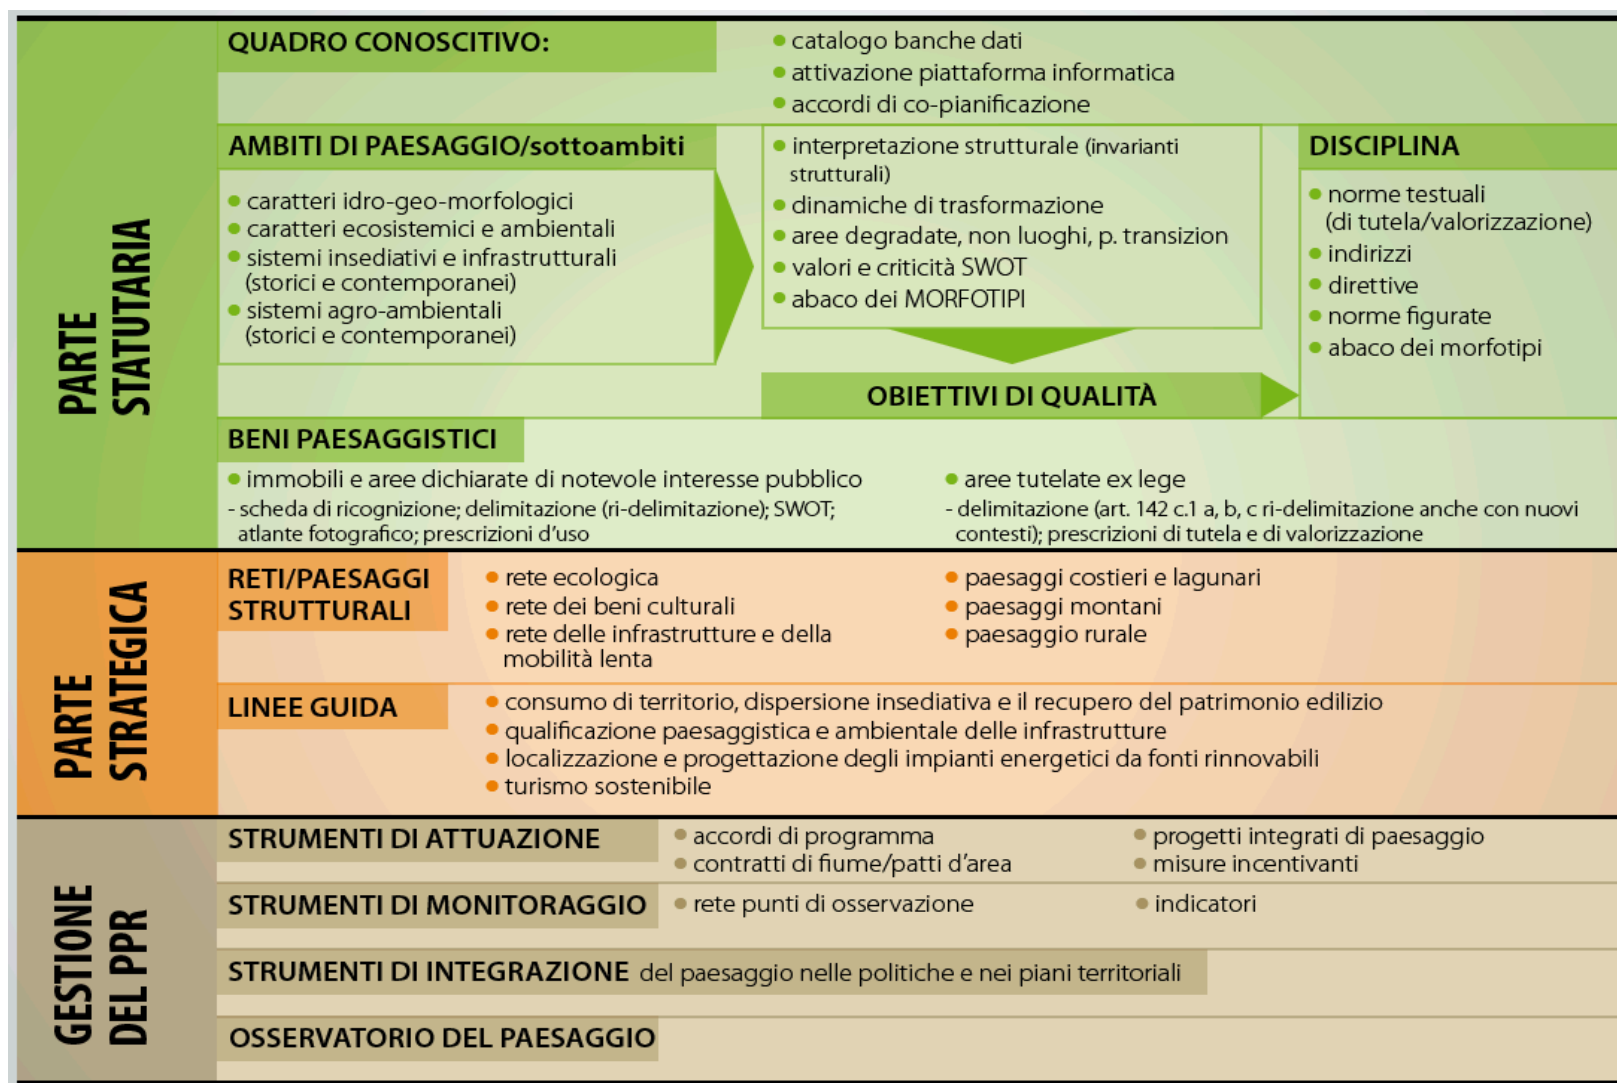 PARTE
STATUTARIA
QUADRO CONOSCITIVO:
• catalogo banche dati
• attivazione piattaforma informatica
• accordi di co-pianificazione
AMBITI DI PAESAGGIO/sottoambiti
• caratteri idro-geo-morfologici
• caratteri ecosistemici e ambientali
• sistemi insediativi e infrastrutturali
(storici e contemporanei)
• sistemi agro-ambientali
(storici e contemporanei)
• interpretazione strutturale (invarianti
strutturali)
• dinamiche di trasformazione
• aree degradate, non luoghi, p. transizion
• valori e criticità SWOT
• abaco dei MORFOTIPI
OBIETTIVI DI QUALITÀ
DISCIPLINA
• norme testuali
(di tutela/valorizzazione)
• indirizzi
• direttive
• norme figurate
• abaco dei morfotipi
BENI PAESAGGISTICI
• immobili e aree dichiarate di notevole interesse pubblico
- scheda di ricognizione; delimitazione (ri-delimitazione); SWOT;
atlante fotografico; prescrizioni d'uso
• aree tutelate ex lege
- delimitazione (art. 142 c.1 a, b, c ri-delimitazione anche con nuovi
contesti); prescrizioni di tutela e di valorizzazione
PARTE
STRATEGICA
RETI/PAESAGGI
STRUTTURALI
• rete ecologica
• rete dei beni culturali
• rete delle infrastrutture e della
mobilità lenta
• paesaggi costieri e lagunari
• paesaggi montani
• paesaggio rurale
LINEE GUIDA
• consumo di territorio, dispersione insediativa e il recupero del patrimonio edilizio
• qualificazione paesaggistica e ambientale delle infrastrutture
• localizzazione e progettazione degli impianti energetici da fonti rinnovabili
• turismo sostenibile
GESTIONE
DEL PPR
STRUMENTI DI ATTUAZIONE
• accordi di programma
• contratti di fiume/patti d'area
• progetti integrati di paesaggio
• misure incentivanti
STRUMENTI DI MONITORAGGIO
• rete punti di osservazione
• indicatori
STRUMENTI DI INTEGRAZIONE del paesaggio nelle politiche e nei piani territoriali
OSSERVATORIO DEL PAESAGGIO